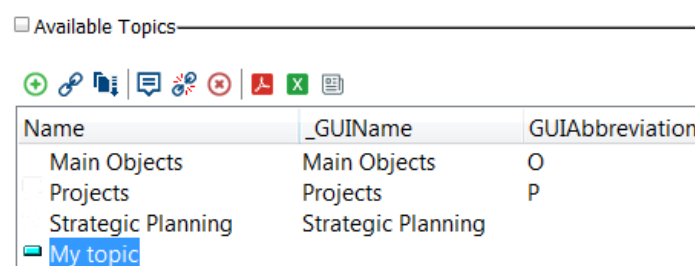 Available Topics
Name _GUIName GUIAbbreviation
Main Objects Main Objects O
Projects Projects P
Strategic Planning Strategic Planning
My topic